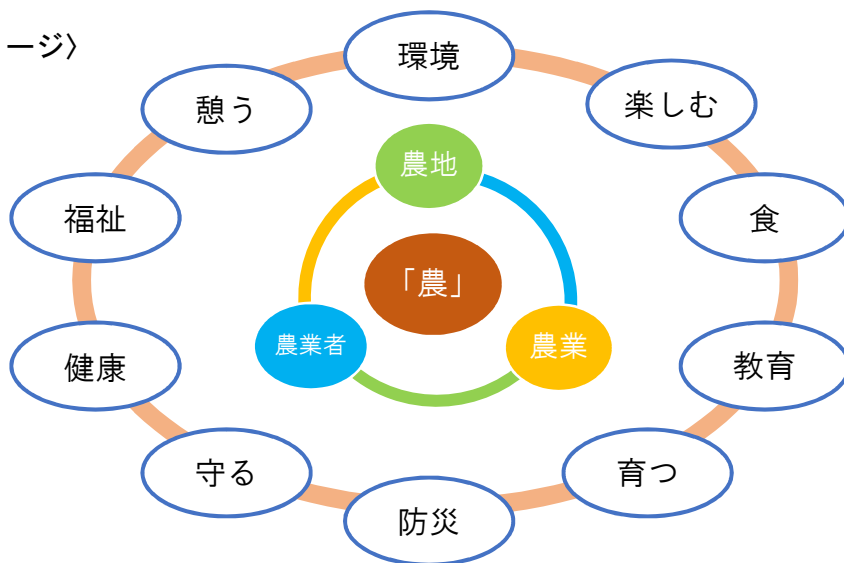 ージ〉
環境
憩う
楽しむ
農地
福祉
食
「農」
農業者
農業
健康
教育
守る
育つ
防災